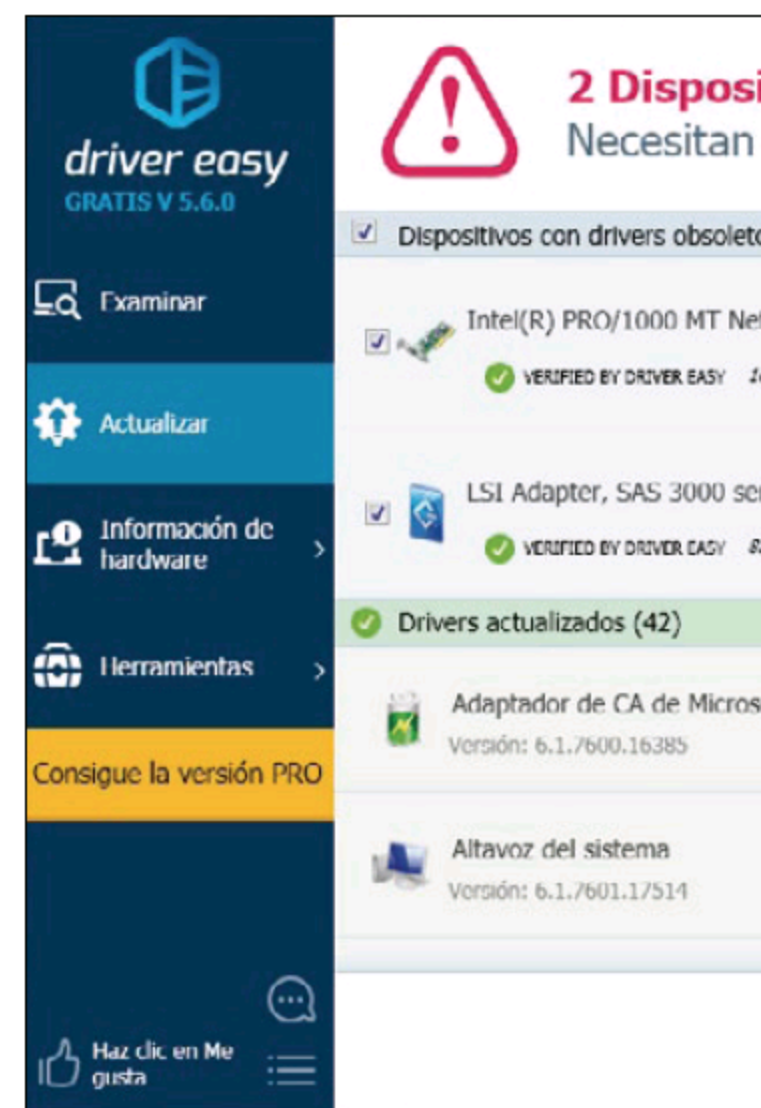 driver easy
GRATIS V 5.6.0
Examinar
Actualizar
Información de
hardware
Herramientas
Consigue la versión PRO
Haz clic en Me
gusta
2 Disposi
Necesitan
Dispositivos con drivers obsoleto
Intel(R) PRO/1000 MT Net
VERIFIED BY DRIVER EASY
LSI Adapter, SAS 3000 ser
VERIFIED BY DRIVER EASY
Drivers actualizados (42)
Adaptador de CA de Micros
Versión: 6.1.7600.16385
Altavoz del sistema
Versión: 6.1.7601.17514